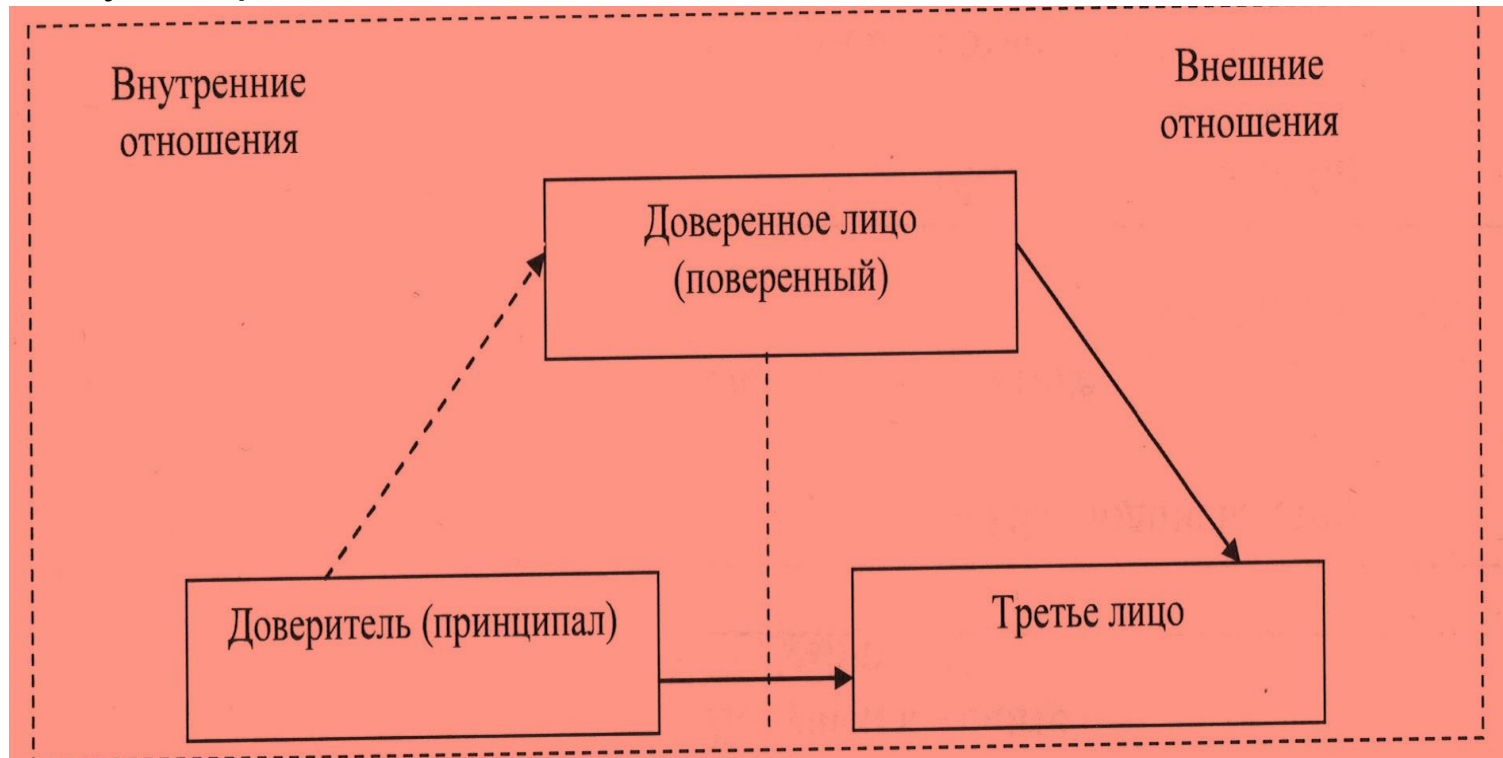 Внутренние
отношения
Внешние
отношения
Доверенное лицо
(поверенный)
Доверитель (принципал)
Третье лицо